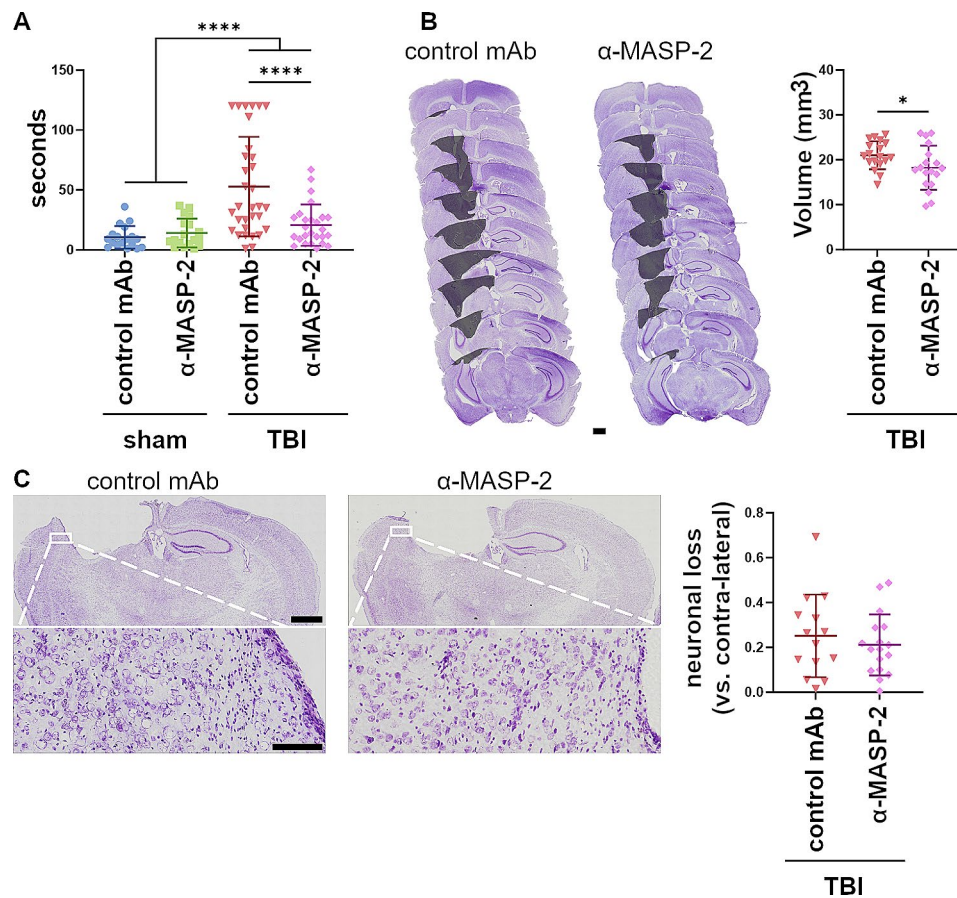 A
****
****
150
100
50
0
seconds
control mAb
α-MASP-2
control mAb
α-MASP-2
sham
TBI
B
control mAb
α-MASP-2
*
40
30
20
10
0
Volume (mm3)
control mAb
α-MASP-2
TBI
C
control mAb
α-MASP-2
0.8
0.6
0.4
0.2
0.0
neuronal loss
(vs. contra-lateral)
control mAb
α-MASP-2
TBI